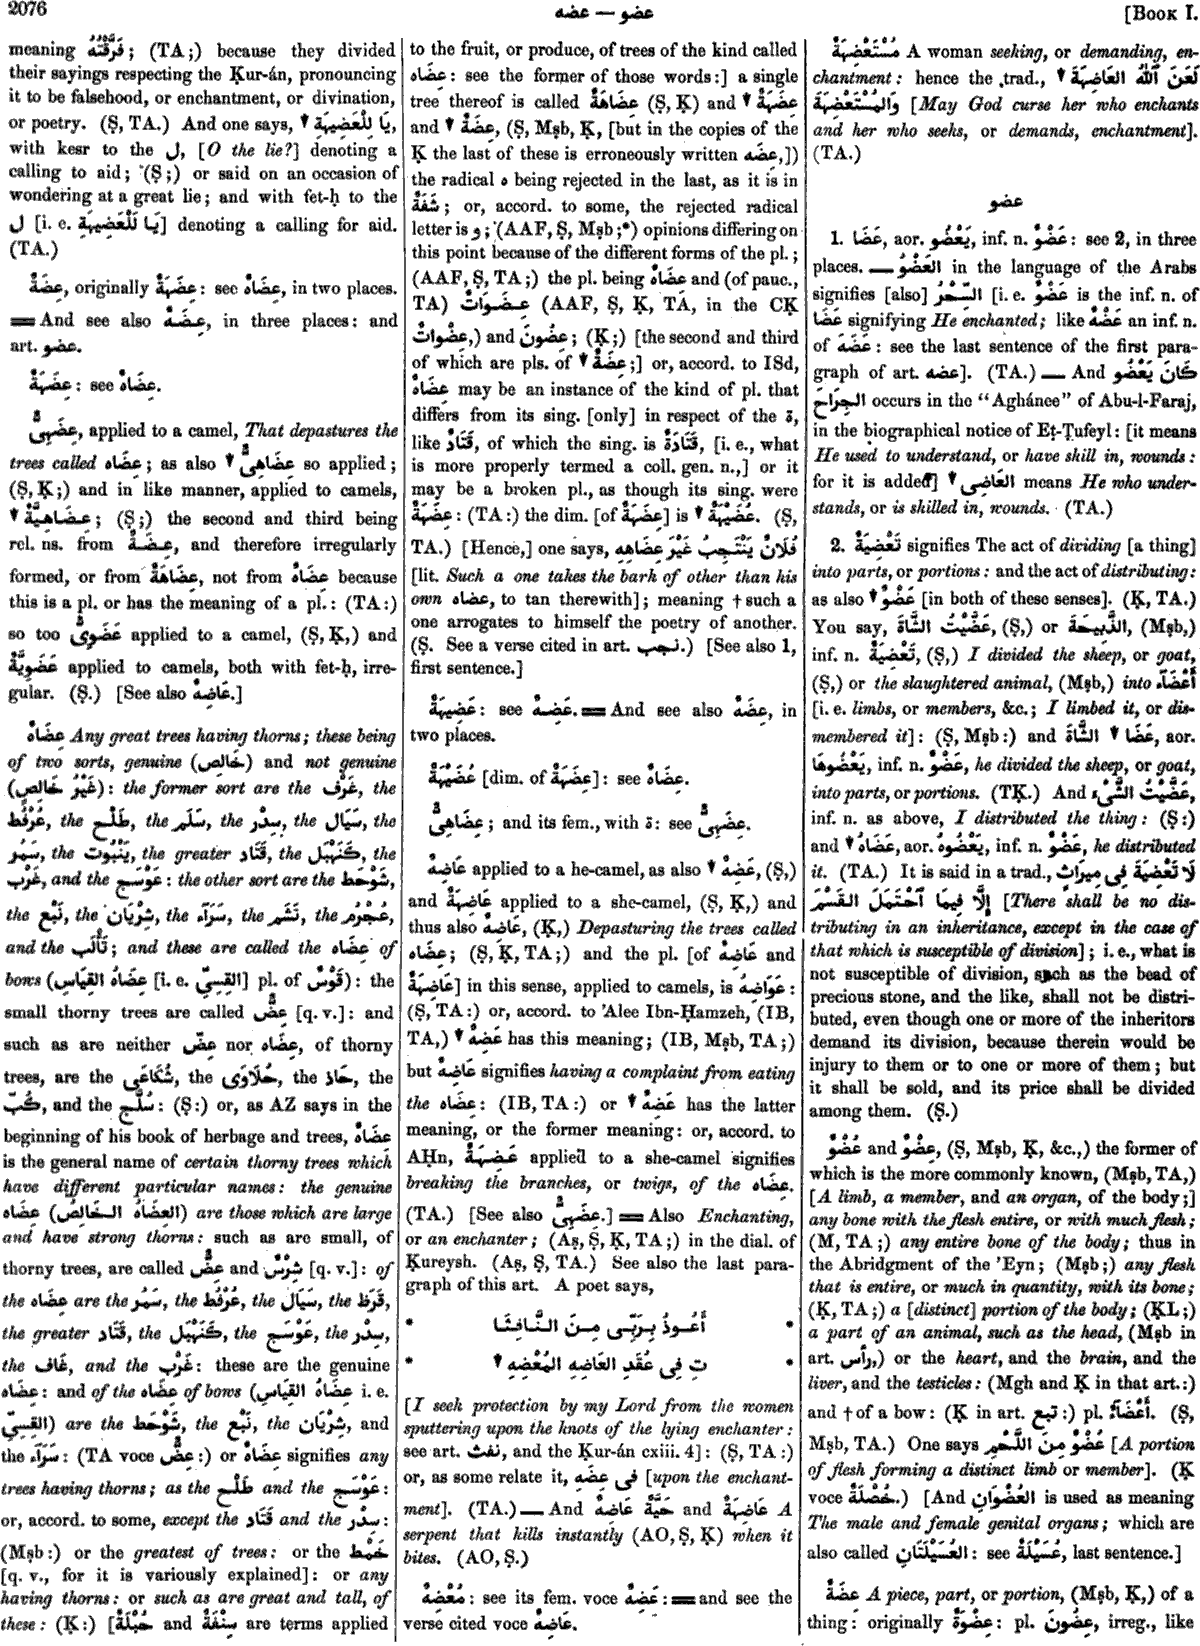 2076
عضو — عضه
[BOOK I.
meaning فَرَّقْتُهُ; (TA;) because they divided
their sayings respecting the Ḳur-án, pronouncing
it to be falsehood, or enchantment, or divination,
or poetry. (Ṣ, TA.) And one says, يَا لِلْعَضِيهَةِ ▼,
with kesr to the ل, [O the lie?] denoting a
calling to aid; (Ṣ;) or said on an occasion of
wondering at a great lie; and with fet-ḥ to the
ل [i. e. يَا لَلْعَضِيهَةِ] denoting a calling for aid.
(TA.)
عِضَةٌ, originally عِضَهَةٌ: see عِضَاهٌ, in two places.
══ And see also عِضَةٌ, in three places: and
art. عضو.
عِضَهَةٌ: see عِضَاهٌ.
عِضَهِىٌّ, applied to a camel, That depastures the
trees called عِضَاه; as also ▼ عِضَاهِىٌّ so applied;
(Ṣ, Ḳ;) and in like manner, applied to camels,
▼ عِضَاهِيَّةٌ; (Ṣ;) the second and third being
rel. ns. from عِضَةٌ, and therefore irregularly
formed, or from عِضَاهَةٌ, not from عِضَاهٌ because
this is a pl. or has the meaning of a pl.: (TA:)
so too عَضَوِىٌّ applied to a camel, (Ṣ, Ḳ,) and
عَضَوِيَّةٌ applied to camels, both with fet-ḥ, irre-
gular. (Ṣ.) [See also عَاضِهٌ.]
عِضَاهٌ Any great trees having thorns; these being
of two sorts, genuine (خَالِص) and not genuine
(غَيْرُ خَالِص): the former sort are the غَرْف, the
عُرْفُط, the طَلْح, the سَلَم, the سِدْر, the سَيَال, the
سَمُر, the يَنْبُوت, the greater قَتَاد, the كَنَهْبَل, the
غَرَب, and the عَوْسَج: the other sort are the شَوْحَط,
the نَبْع, the شِرْيَان, the سَرَآء, the نَشَم, the عُجْرُم,
and the تَأْلَب; and these are called the عِضَاه of
bows (عِضَاهُ القِيَاسِ [i. e. القِسِىّ] pl. of قَوْسٌ): the
small thorny trees are called عِضٌّ [q. v.]: and
such as are neither عِضّ nor عِضَاه, of thorny
trees, are the شُكَاعَى, the حُلَاوَى, the حَاذ, the
كُبّ, and the سُلَّج: (Ṣ:) or, as AZ says in the
beginning of his book of herbage and trees, عِضَاهٌ
is the general name of certain thorny trees which
have different particular names: the genuine
عِضَاه (العِضَاهُ الخَالِصُ) are those which are large
and have strong thorns: such as are small, of
thorny trees, are called عِضٌّ and شِرْسٌ [q. v.]: of
the عِضَاه are the سَمُر, the عُرْفُط, the سَيَال, the قَرَظ,
the greater قَتَاد, the كَنَهْبَل, the عَوْسَج, the سِدْر,
the غَاف, and the غَرْب: these are the genuine
عِضَاه: and of the عِضَاه of bows (عِضَاهُ القِيَاسِ i. e.
القِسِىّ) are the شَوْحَط, the نَبْع, the شِرْيَان, and
the سَرَآء: (TA voce عِضٌّ:) or عِضَاهٌ signifies any
trees having thorns; as the طَلْح and the عَوْسَج:
or, accord. to some, except the قَتَاد and the سِدْر:
(Mṣb:) or the greatest of trees: or the خَمْط
[q. v., for it is variously explained]: or any
having thorns: or such as are great and tall, of
these: (Ḳ:) [حُبْلَةٌ and سِنْفَةٌ are terms applied
to the fruit, or produce, of trees of the kind called
عِضَاه: see the former of those words:] a single
tree thereof is called عِضَاهَةٌ (Ṣ, Ḳ) and ▼ عِضَهَةٌ
and ▼ عِضَةٌ, (Ṣ, Mṣb, Ḳ, [but in the copies of the
Ḳ the last of these is erroneously written عِضَه,])
the radical ه being rejected in the last, as it is in
شَفَةٌ; or, accord. to some, the rejected radical
letter is و; (AAF, Ṣ, Mṣb;*) opinions differing on
this point because of the different forms of the pl.;
(AAF, Ṣ, TA;) the pl. being عِضَاهٌ and (of pauc.,
TA) عِضَوَاتٌ (AAF, Ṣ, Ḳ, TA, in the CḲ
عِضْوات,) and عِضُونَ; (Ḳ;) [the second and third
of which are pls. of ▼ عِضَةٌ;] or, accord. to ISd,
عِضَاهٌ may be an instance of the kind of pl. that
differs from its sing. [only] in respect of the ة,
like قَتَادٌ, of which the sing. is قَتَادَةٌ, [i. e., what
is more properly termed a coll. gen. n.,] or it
may be a broken pl., as though its sing. were
عِضَهَةٌ: (TA:) the dim. [of عِضَهَةٌ] is ▼ عُضَيْهَةٌ. (Ṣ,
TA.) [Hence,] one says, فُلَانٌ يَنْتَجِبُ غَيْرَ عِضَاهِهِ
[lit. Such a one takes the bark of other than his
own عضاه, to tan therewith]; meaning † such a
one arrogates to himself the poetry of another.
(Ṣ. See a verse cited in art. نجب.) [See also 1,
first sentence.]
عَضِيهَةٌ: see عِضَةٌ. ══ And see also عِضَةٌ, in
two places.
عُضَيْهَةٌ [dim. of عِضَهَةٌ]: see عِضَاهٌ.
عِضَاهِىٌّ; and its fem., with ة: see عِضَهِىٌّ.
عَاضِهٌ applied to a he-camel, as also ▼ عَضِهٌ, (Ṣ,)
and عَاضِهَةٌ applied to a she-camel, (Ṣ, Ḳ,) and
thus also عَاضِهٌ, (Ḳ,) Depasturing the trees called
عِضَاه; (Ṣ, Ḳ, TA;) and the pl. [of عَاضِهٌ and
عَاضِهَةٌ] in this sense, applied to camels, is عَوَاضِهُ:
(Ṣ, TA:) or, accord. to 'Alee Ibn-Ḥamzeh, (IB,
TA,) ▼ عَضِهٌ has this meaning; (IB, Mṣb, TA;)
but عَاضِهٌ signifies having a complaint from eating
the عِضَاه: (IB, TA:) or ▼ عَضِهٌ has the latter
meaning, or the former meaning: or, accord. to
AḤn, عَضِهَةٌ applied to a she-camel signifies
breaking the branches, or twigs, of the عِضَاه.
(TA.) [See also عِضَهِىٌّ.] ══ Also Enchanting,
or an enchanter; (Aṣ, Ṣ, Ḳ, TA;) in the dial. of
Ḳureysh. (Aṣ, Ṣ, TA.) See also the last para-
graph of this art. A poet says,
* أَعُوذُ بِرَبِّى مِنَ النَّافِثَا *
* تِ فِى عُقَدِ العَاضِهِ المُعْضِهِ ▼ *
[I seek protection by my Lord from the women
sputtering upon the knots of the lying enchanter:
see art. نفث, and the Ḳur-án cxiii. 4]: (Ṣ, TA:)
or, as some relate it, فِى عِضَهِ [upon the enchant-
ment]. (TA.) — And حَيَّةٌ عَاضِهٌ and عَاضِهَةٌ A
serpent that kills instantly (AO, Ṣ, Ḳ) when it
bites. (AO, Ṣ.)
مُعْضِهٌ: see its fem. voce عَضِهٌ: ══ and see the
verse cited voce عَاضِهٌ.
مُسْتَعْضِهَةٌ A woman seeking, or demanding, en-
chantment: hence the trad., لَعَنَ ٱللّٰهُ العَاضِهَةَ ▼
وَالمُسْتَعْضِهَةَ [May God curse her who enchants
and her who seeks, or demands, enchantment].
(TA.)
عضو
1. عَضَا, aor. يَعْضُو, inf. n. عَضْوٌ: see 2, in three
places. — العَضْوُ in the language of the Arabs
signifies [also] السِّحْرُ [i. e. عَضْوٌ is the inf. n. of
عَضَا signifying He enchanted; like عَضْهٌ an inf. n.
of عَضَهَ: see the last sentence of the first para-
graph of art. عضه]. (TA.) — And كَانَ يَعْضُو
الجِرَاحَ occurs in the "Aghánee" of Abu-l-Faraj,
in the biographical notice of Eṭ-Ṭufeyl: [it means
He used to understand, or have skill in, wounds:
for it is added] ▼ العَاضِى means He who under-
stands, or is skilled in, wounds. (TA.)
2. تَعْضِيَةٌ signifies The act of dividing [a thing]
into parts, or portions: and the act of distributing:
as also ▼ عَضْوٌ [in both of these senses]. (Ḳ, TA.)
You say, عَضَّيْتُ الشَّاةَ, (Ṣ,) or الذَّبِيحَةَ, (Mṣb,)
inf. n. تَعْضِيَةٌ, (Ṣ,) I divided the sheep, or goat,
(Ṣ,) or the slaughtered animal, (Mṣb,) into أَعْضَآء
[i. e. limbs, or members, &c.; I limbed it, or dis-
membered it]: (Ṣ, Mṣb:) and الشَّاةَ ▼ عَضَا, aor.
يَعْضُوهَا, inf. n. عَضْوٌ, he divided the sheep, or goat,
into parts, or portions. (TḲ.) And عَضَّيْتُ الشَّىْءَ,
inf. n. as above, I distributed the thing: (Ṣ:)
and ▼ عَضَاهُ, aor. يَعْضُوهُ, inf. n. عَضْوٌ, he distributed
it. (TA.) It is said in a trad., لَا تَعْضِيَةَ فِى مِيرَاثٍ
إِلَّا فِيمَا ٱحْتَمَلَ القَسْمَ [There shall be no dis-
tributing in an inheritance, except in the case of
that which is susceptible of division]; i. e., what is
not susceptible of division, such as the bead of
precious stone, and the like, shall not be distri-
buted, even though one or more of the inheritors
demand its division, because therein would be
injury to them or to one or more of them; but
it shall be sold, and its price shall be divided
among them. (Ṣ.)
عُضْوٌ and عِضْوٌ, (Ṣ, Mṣb, Ḳ, &c.,) the former of
which is the more commonly known, (Mṣb, TA,)
[A limb, a member, and an organ, of the body;]
any bone with the flesh entire, or with much flesh;
(M, TA;) any entire bone of the body; thus in
the Abridgment of the 'Eyn; (Mṣb;) any flesh
that is entire, or much in quantity, with its bone;
(Ḳ, TA;) a [distinct] portion of the body; (KL;)
a part of an animal, such as the head, (Mṣb in
art. رأس,) or the heart, and the brain, and the
liver, and the testicles: (Mgh and Ḳ in that art.:)
and † of a bow: (Ḳ in art. تبع:) pl. أَعْضَآءٌ. (Ṣ,
Mṣb, TA.) One says عُضْوٌ مِنَ اللَّحْمِ [A portion
of flesh forming a distinct limb or member]. (Ḳ
voce خُصْلَةٌ.) [And العُضْوَانِ is used as meaning
The male and female genital organs; which are
also called العُسَيْلَتَانِ: see عُسَيْلَةٌ, last sentence.]
عِضَةٌ A piece, part, or portion, (Mṣb, Ḳ,) of a
thing: originally عِضْوَةٌ: pl. عِضُونَ, irreg., like